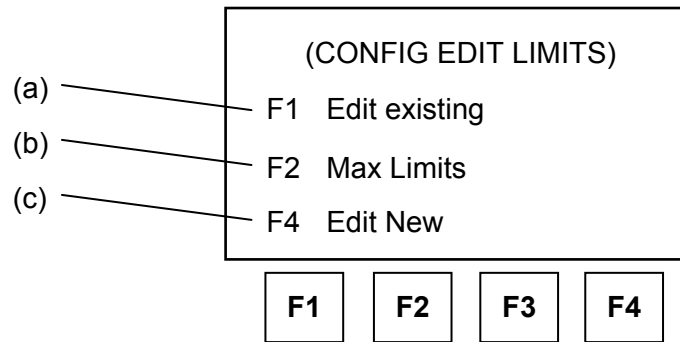 (CONFIG EDIT LIMITS)
(a)
F1 Edit existing
(b)
F2 Max Limits
(c)
F4 Edit New
F1 F2 F3 F4